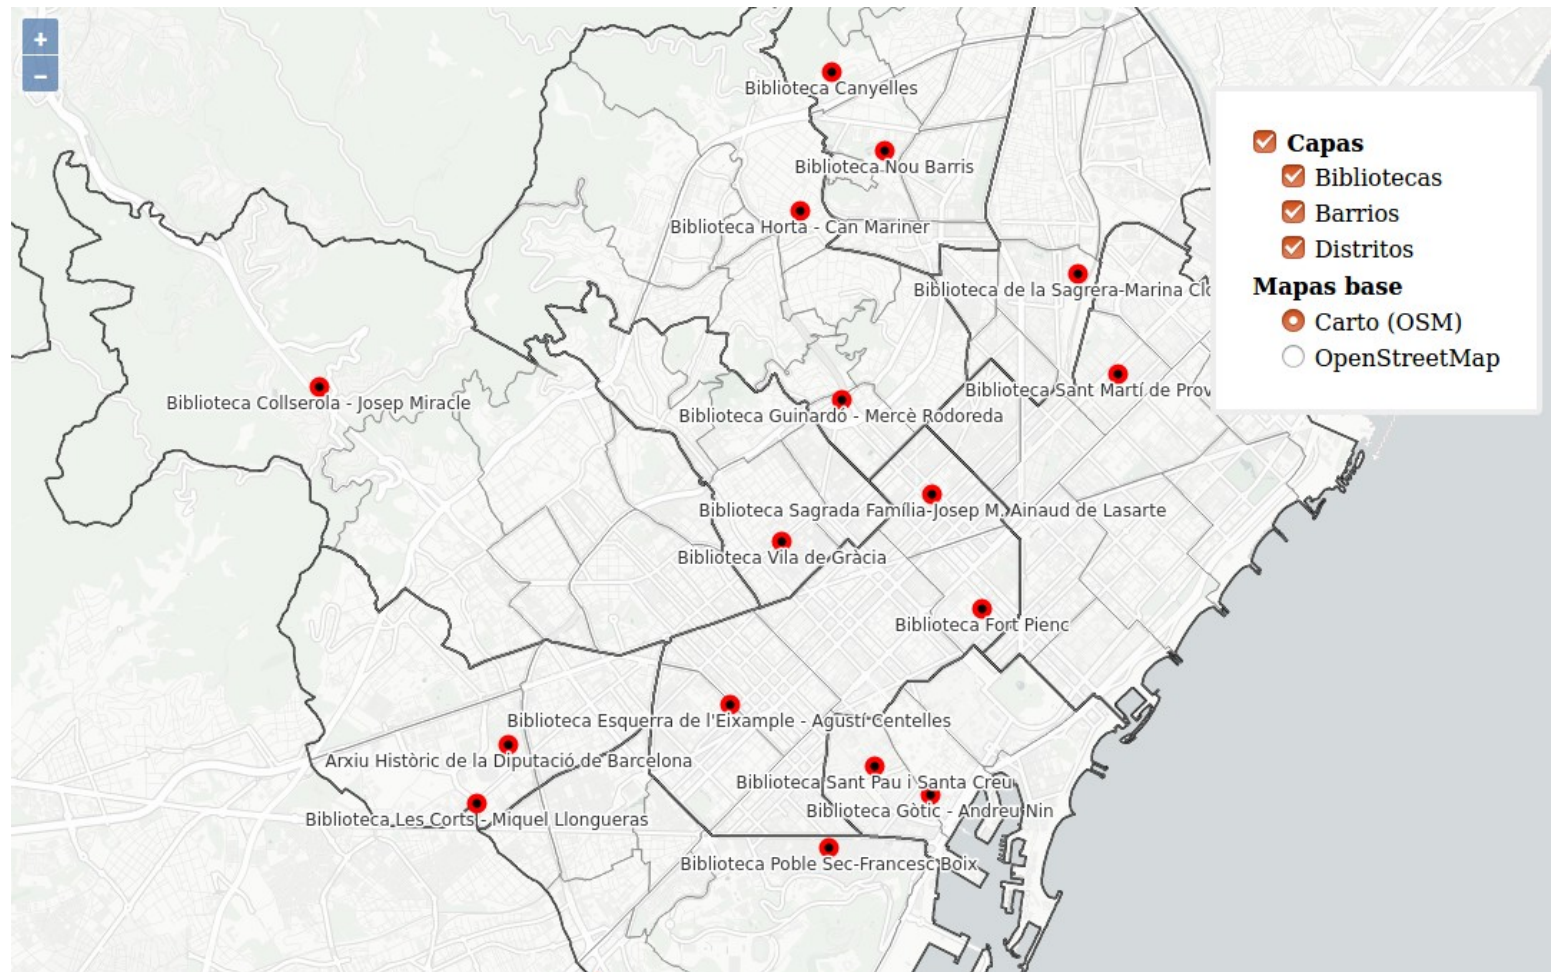 +
−
Biblioteca Canyelles
Biblioteca Nou Barris
Biblioteca Horta - Can Mariner
Biblioteca de la Sagrera-Marina Clo
Biblioteca Collserola - Josep Miracle
Biblioteca Sant Martí de Prov
Biblioteca Guinardó - Mercè Rodoreda
Biblioteca Sagrada Família-Josep M. Ainaud de Lasarte
Biblioteca Vila de Gràcia
Biblioteca Fort Pienc
Biblioteca Esquerra de l'Eixample - Agustí Centelles
Arxiu Històric de la Diputació de Barcelona
Biblioteca Sant Pau i Santa Creu
Biblioteca Gòtic - Andreu Nin
Biblioteca Les Corts - Miquel Llongueras
Biblioteca Poble Sec-Francesc Boix
Capas
Bibliotecas
Barrios
Distritos
Mapas base
Carto (OSM)
OpenStreetMap